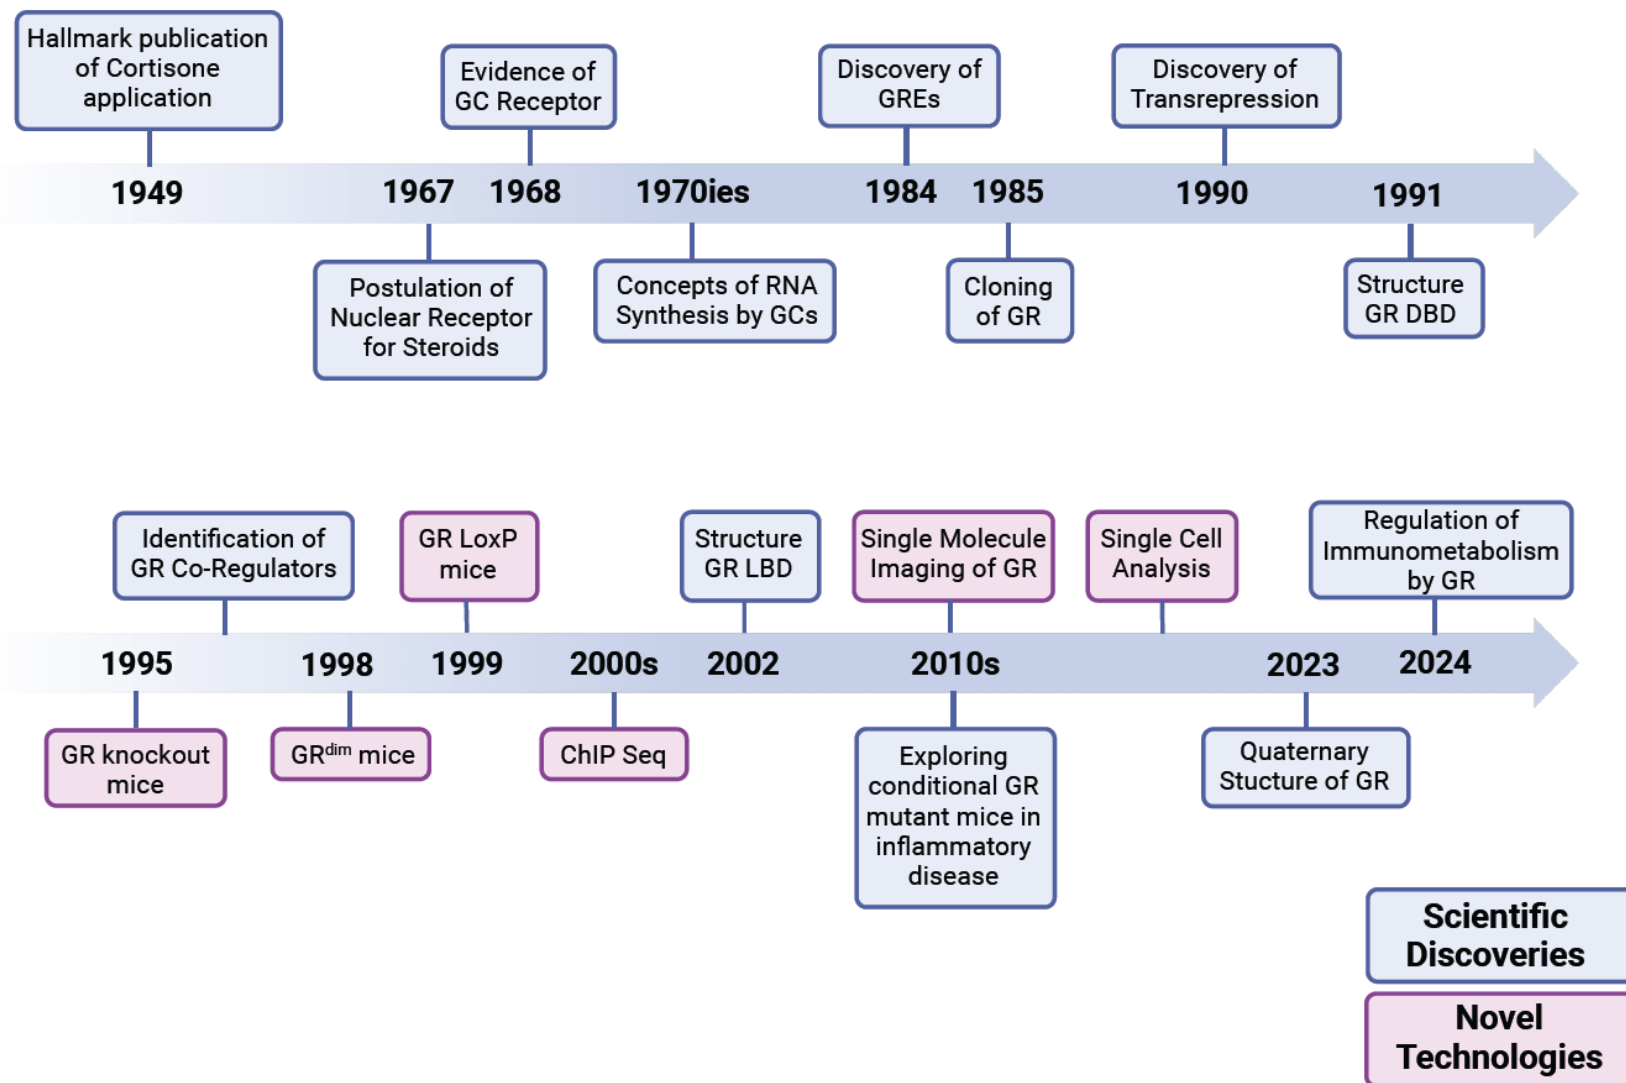 Hallmark publication
of Cortisone
application
Evidence of
GC Receptor
Discovery of
GREs
Discovery of
Transrepression
1949
1967
1968
1970ies
1984
1985
1990
1991
Postulation of
Nuclear Receptor
for Steroids
Concepts of RNA
Synthesis by GCs
Cloning
of GR
Structure
GR DBD
Identification of
GR Co-Regulators
GR LoxP
mice
Structure
GR LBD
Single Molecule
Imaging of GR
Single Cell
Analysis
Regulation of
Immunometabolism
by GR
1995
1998
1999
2000s
2002
2010s
2023
2024
GR knockout
mice
GRdim mice
ChIP Seq
Exploring
conditional GR
mutant mice in
inflammatory
disease
Quaternary
Stucture of GR
Scientific
Discoveries
Novel
Technologies